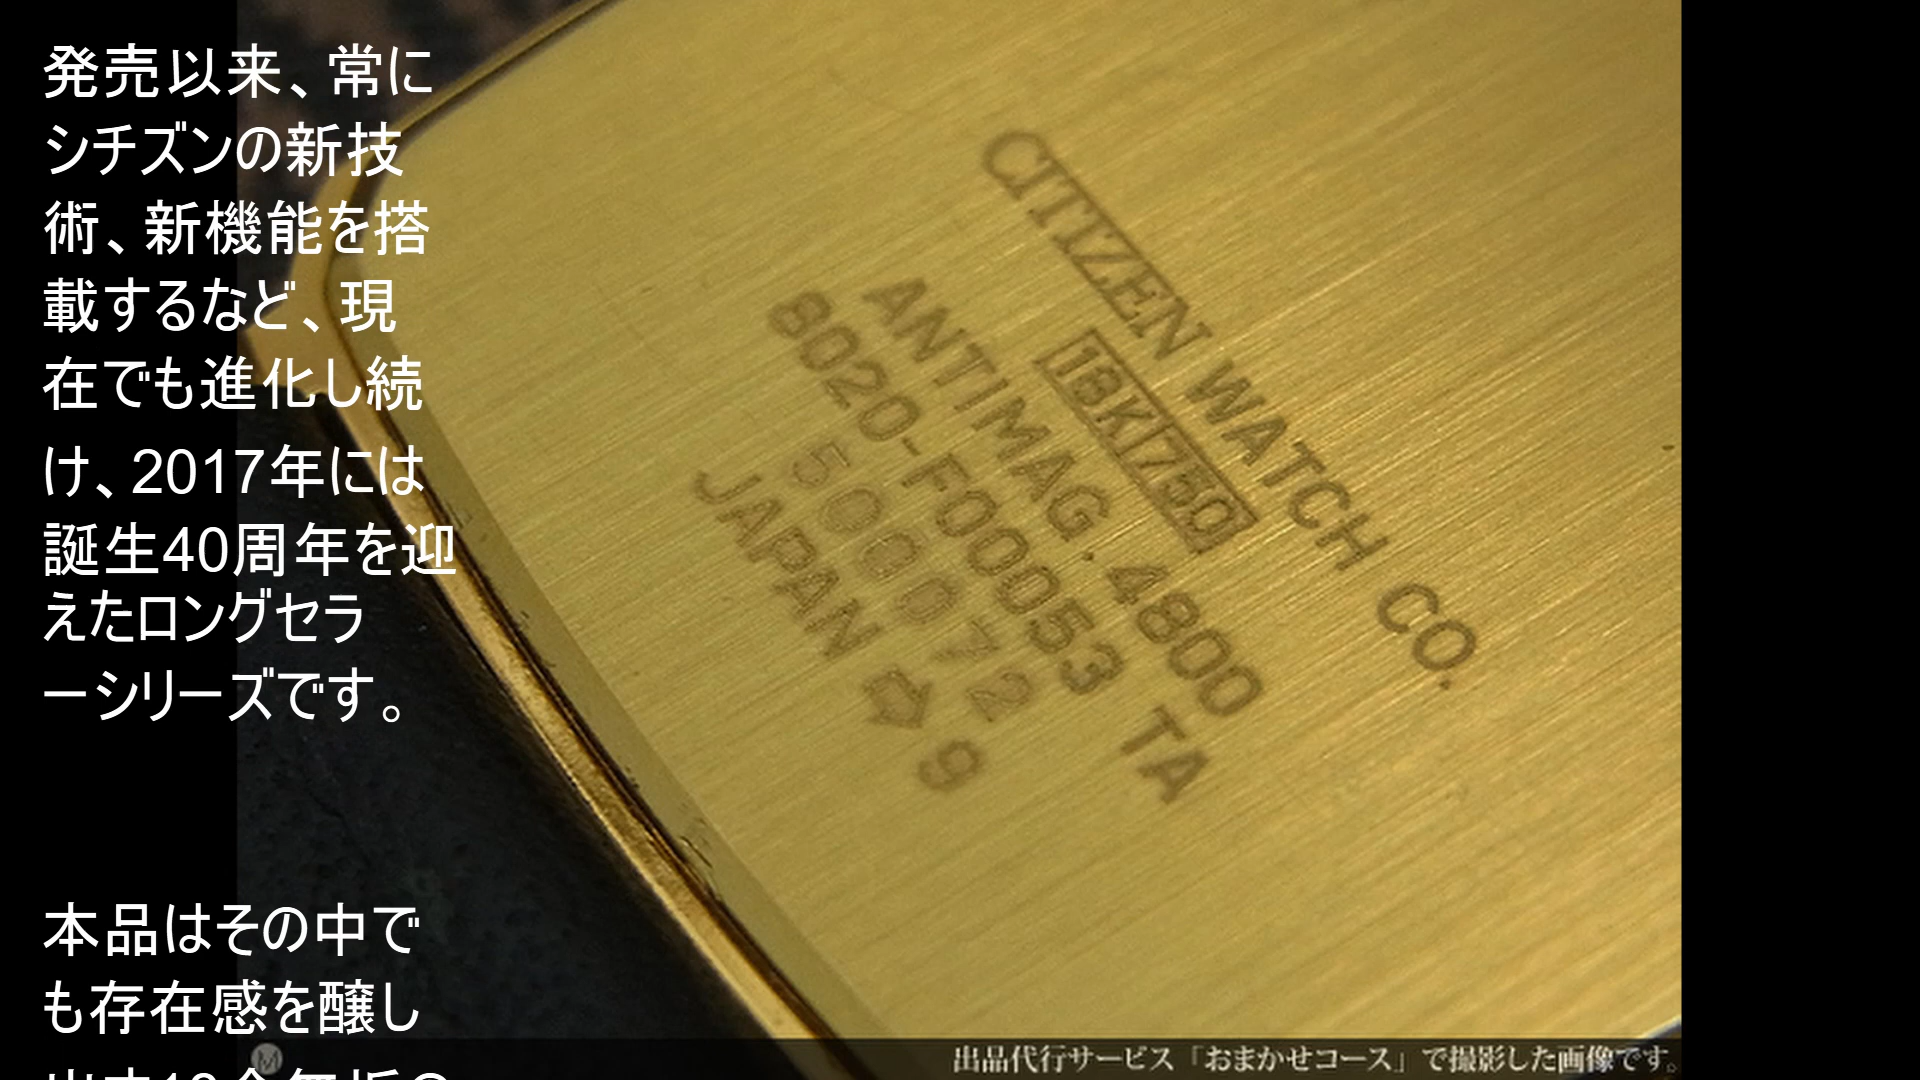 発売以来、常に
シチズンの新技
術、新機能を搭
載するなど、現
在でも進化し続
け、2017年には
誕生40周年を迎
えたロングセラ
ーシリーズです。
本品はその中で
も存在感を醸し
CITIZEN WATCH CO.
18K/750
ANTIMAG. 4800
8020-F00053 TA
JAPAN 9
出品代行サービス「おまかせコース」で撮影した画像です。